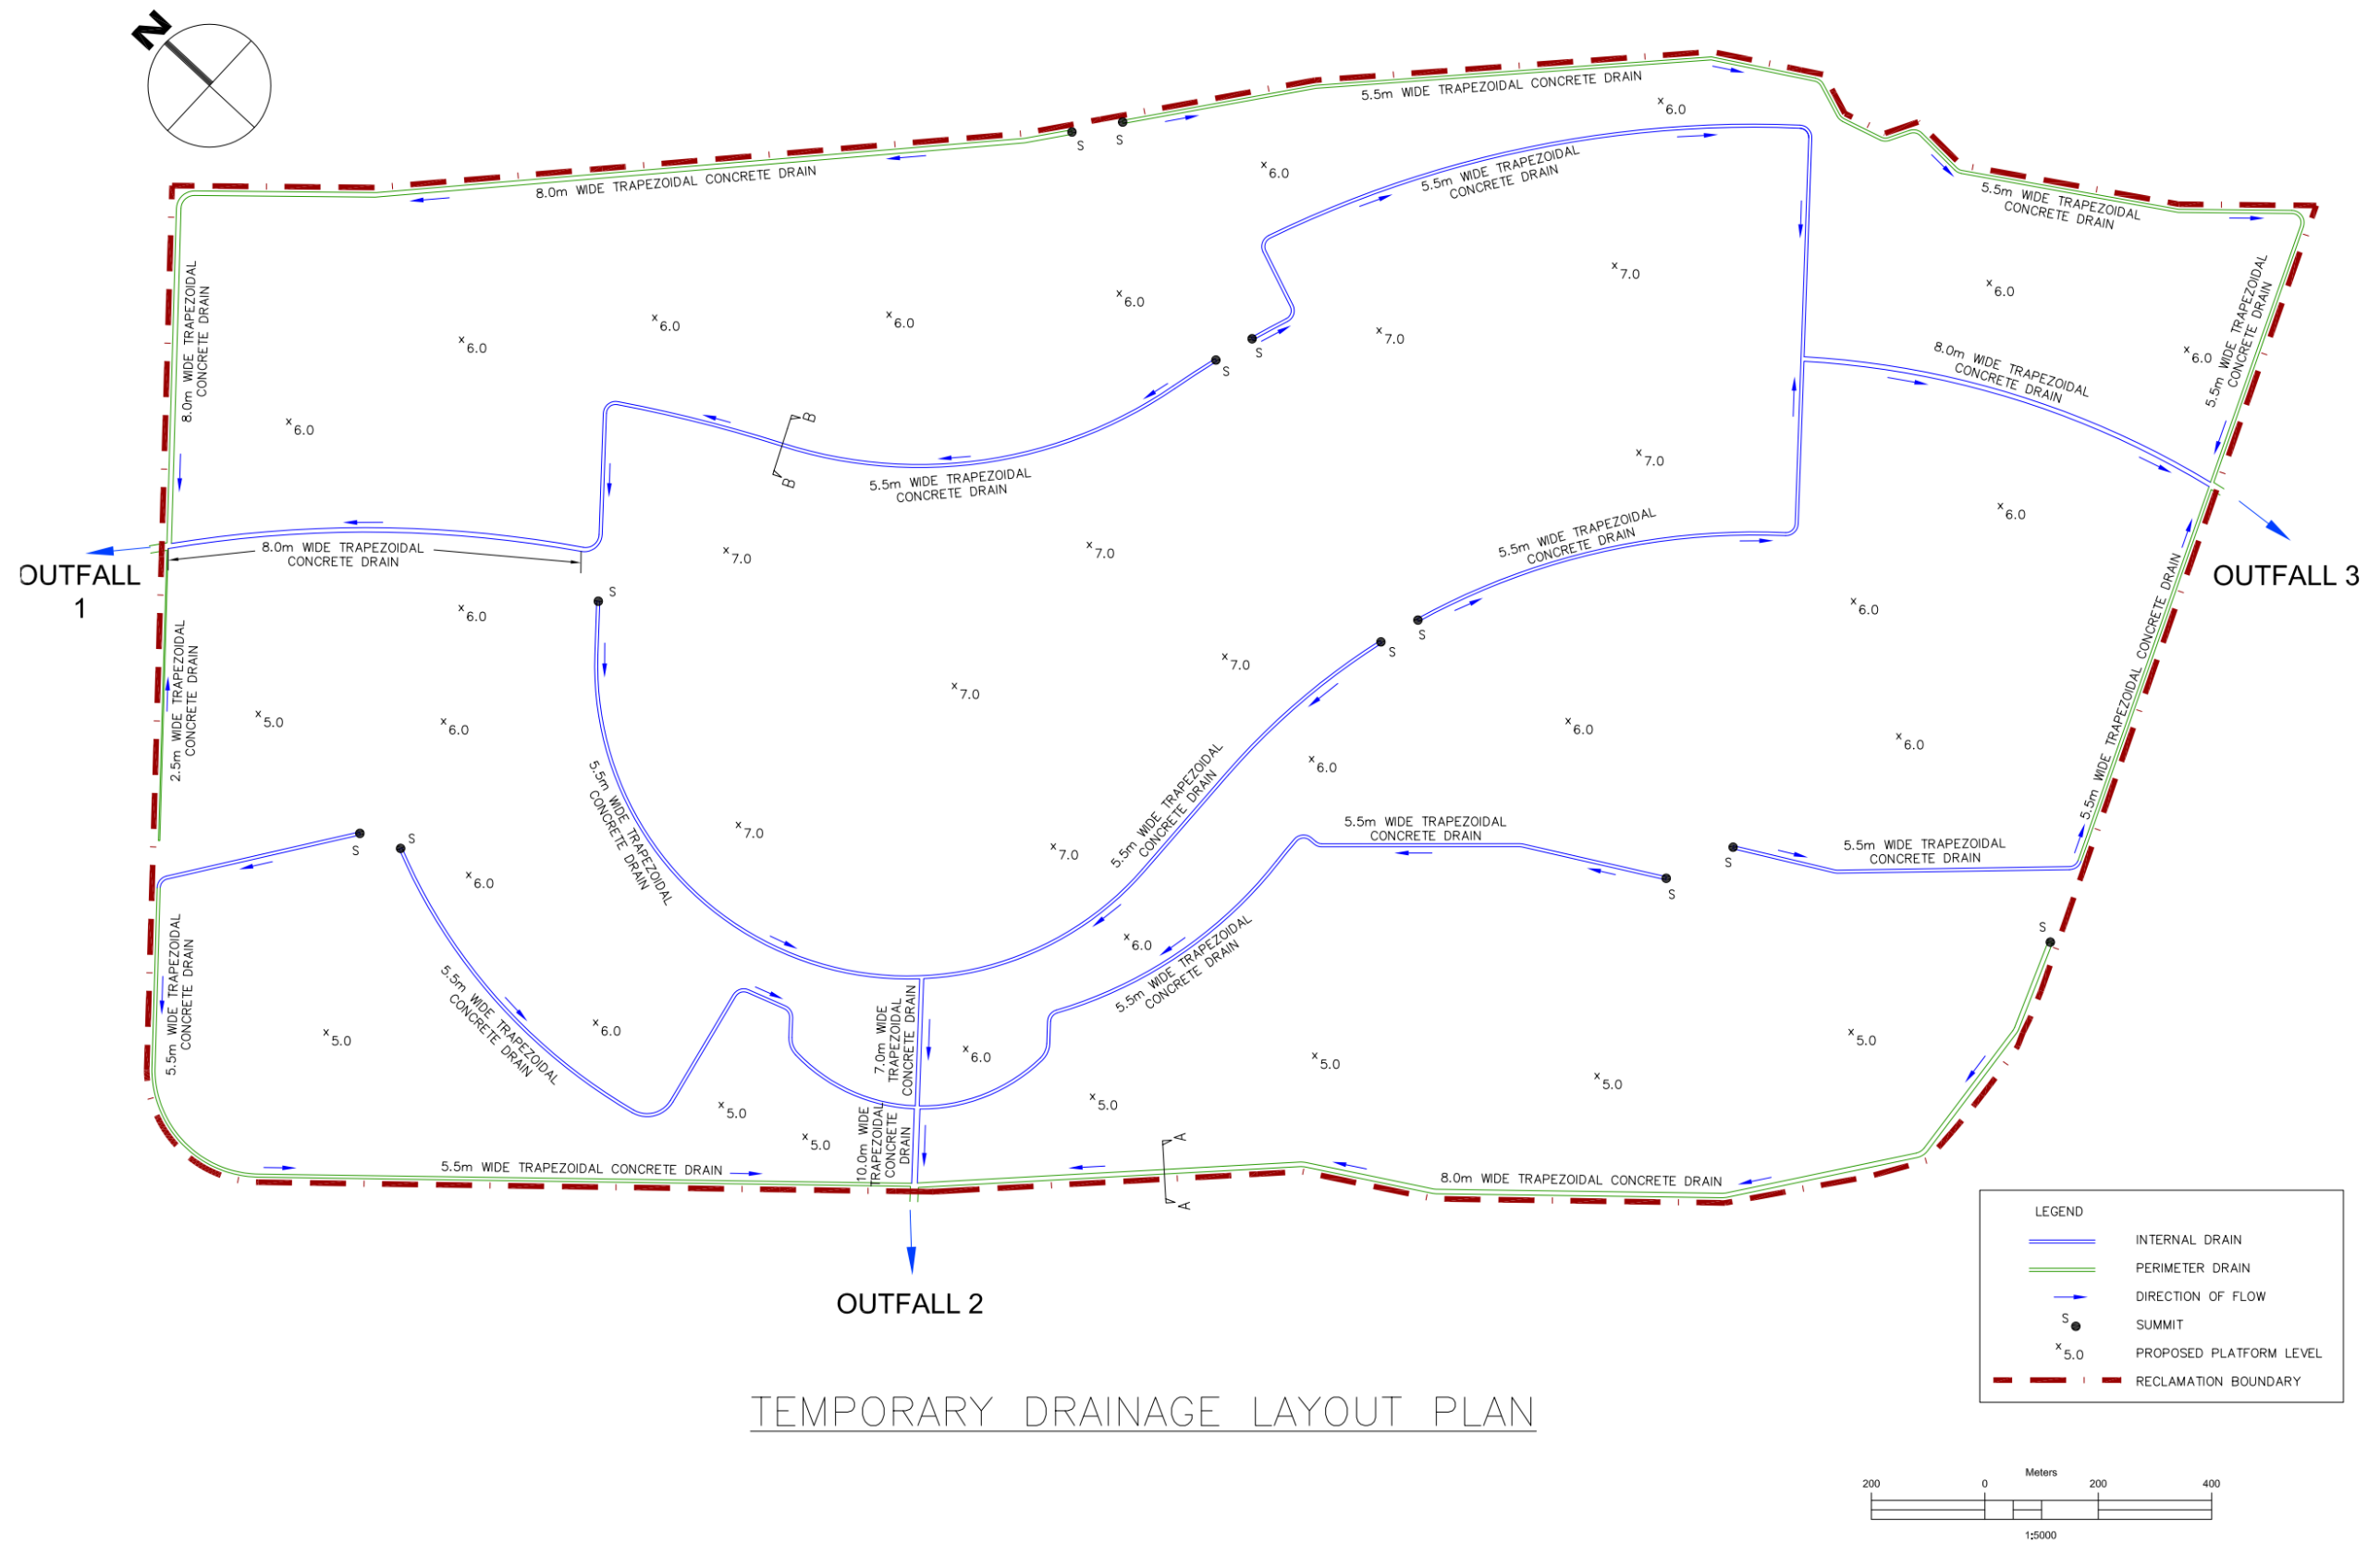 N
5.5m WIDE TRAPEZOIDAL CONCRETE DRAIN
S
S
8.0m WIDE TRAPEZOIDAL CONCRETE DRAIN
x 6.0
x 6.0
5.5m WIDE TRAPEZOIDAL
CONCRETE DRAIN
5.5m WIDE TRAPEZOIDAL
CONCRETE DRAIN
8.0m WIDE TRAPEZOIDAL
CONCRETE DRAIN
5.5m WIDE TRAPEZOIDAL
CONCRETE DRAIN
x 7.0
x 6.0
x 6.0
x 6.0
x 6.0
x 6.0
x 7.0
S
S
x 6.0
8.0m WIDE TRAPEZOIDAL
CONCRETE DRAIN
x 6.0
B
B
x 7.0
5.5m WIDE TRAPEZOIDAL
CONCRETE DRAIN
x 6.0
OUTFALL
1
8.0m WIDE TRAPEZOIDAL
CONCRETE DRAIN
x 7.0
x 7.0
5.5m WIDE TRAPEZOIDAL
CONCRETE DRAIN
OUTFALL 3
S
x 6.0
x 6.0
S
S
x 7.0
x 7.0
2.5m WIDE TRAPEZOIDAL
CONCRETE DRAIN
x 5.0
x 6.0
x 6.0
x 6.0
x 6.0
5.5m WIDE TRAPEZOIDAL CONCRETE DRAIN
5.5m WIDE TRAPEZOIDAL
CONCRETE DRAIN
x 7.0
x 7.0
5.5m WIDE TRAPEZOIDAL
CONCRETE DRAIN
5.5m WIDE TRAPEZOIDAL
CONCRETE DRAIN
5.5m WIDE TRAPEZOIDAL
CONCRETE DRAIN
S
S
S
S
x 6.0
x 6.0
S
5.5m WIDE TRAPEZOIDAL
CONCRETE DRAIN
5.5m WIDE TRAPEZOIDAL
CONCRETE DRAIN
5.5m WIDE TRAPEZOIDAL
CONCRETE DRAIN
x 5.0
x 6.0
7.0m WIDE
TRAPEZOIDAL
CONCRETE DRAIN
x 6.0
x 5.0
x 5.0
x 5.0
x 5.0
x 5.0
x 5.0
10.0m WIDE
TRAPEZOIDAL
CONCRETE
DRAIN
A
A
5.5m WIDE TRAPEZOIDAL CONCRETE DRAIN
8.0m WIDE TRAPEZOIDAL CONCRETE DRAIN
OUTFALL 2
LEGEND
INTERNAL DRAIN
PERIMETER DRAIN
DIRECTION OF FLOW
S SUMMIT
x 5.0 PROPOSED PLATFORM LEVEL
RECLAMATION BOUNDARY
TEMPORARY DRAINAGE LAYOUT PLAN
Meters
200 0 200 400
1:5000